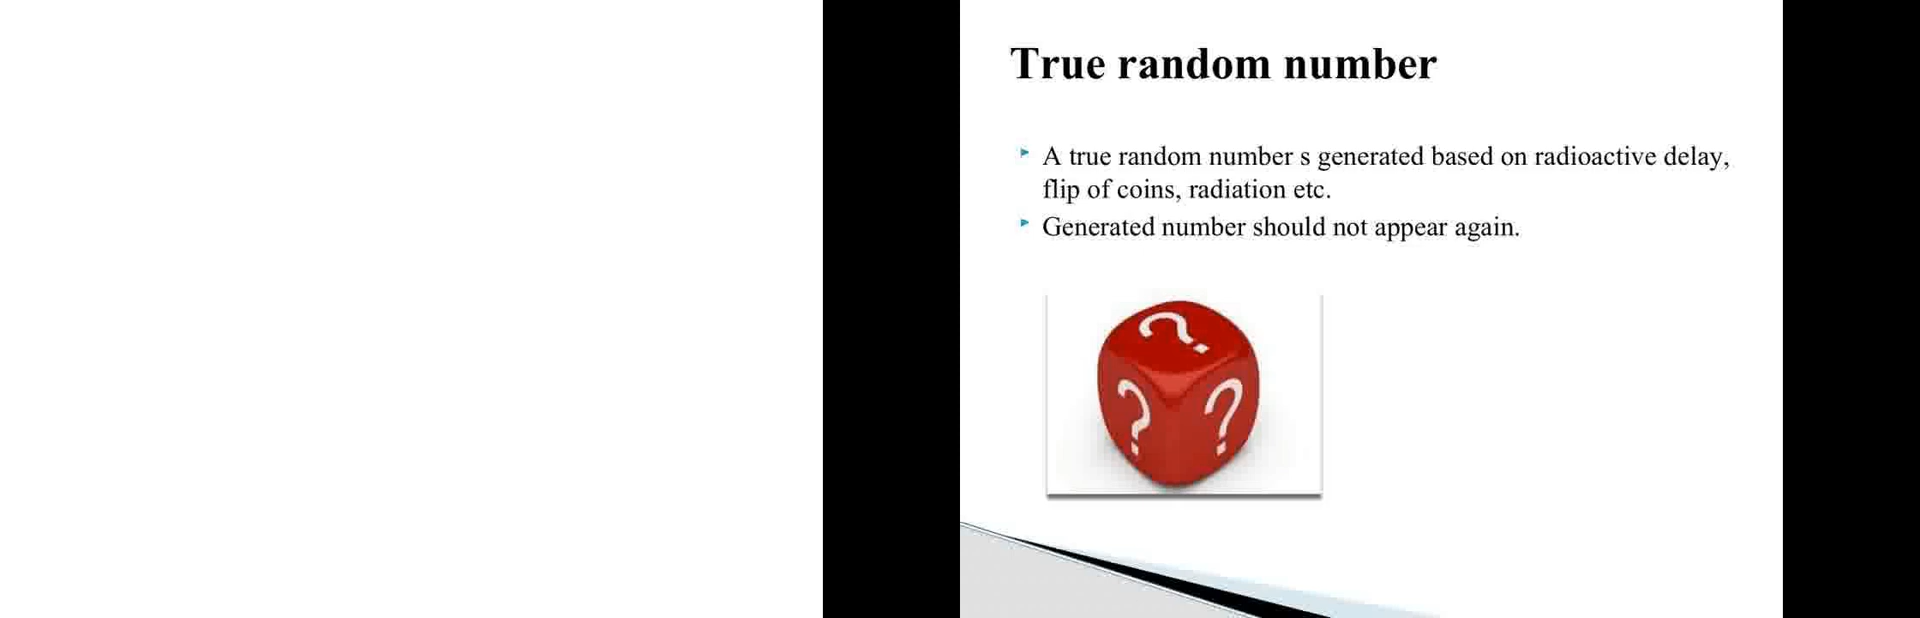 True random number
A true random number s generated based on radioactive delay,
flip of coins, radiation etc.
Generated number should not appear again.
? ? ?